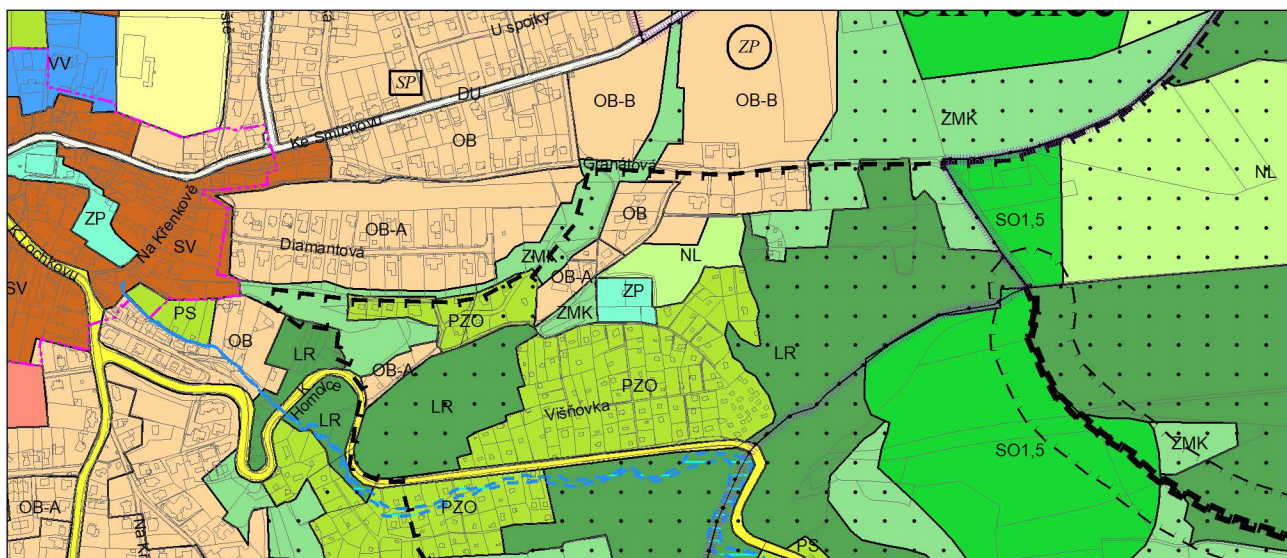 U spojky
ZP
VV
SP
OB-B
OB-B
DU
Ke Smíchovu
ZMK
OB
Granátová
NL
ZP
OB
SO1,5
Na Křenkově
OB-A
SV
Diamantová
K Lochkovu
ZMK
NL
OB-A
SV
ZP
PS
PZO
ZMK
OB
LR
LR
OB-A
PZO
K Homolce
LR
Višňovka
LR
SO1,5
ZMK
OB-A
PZO
PS